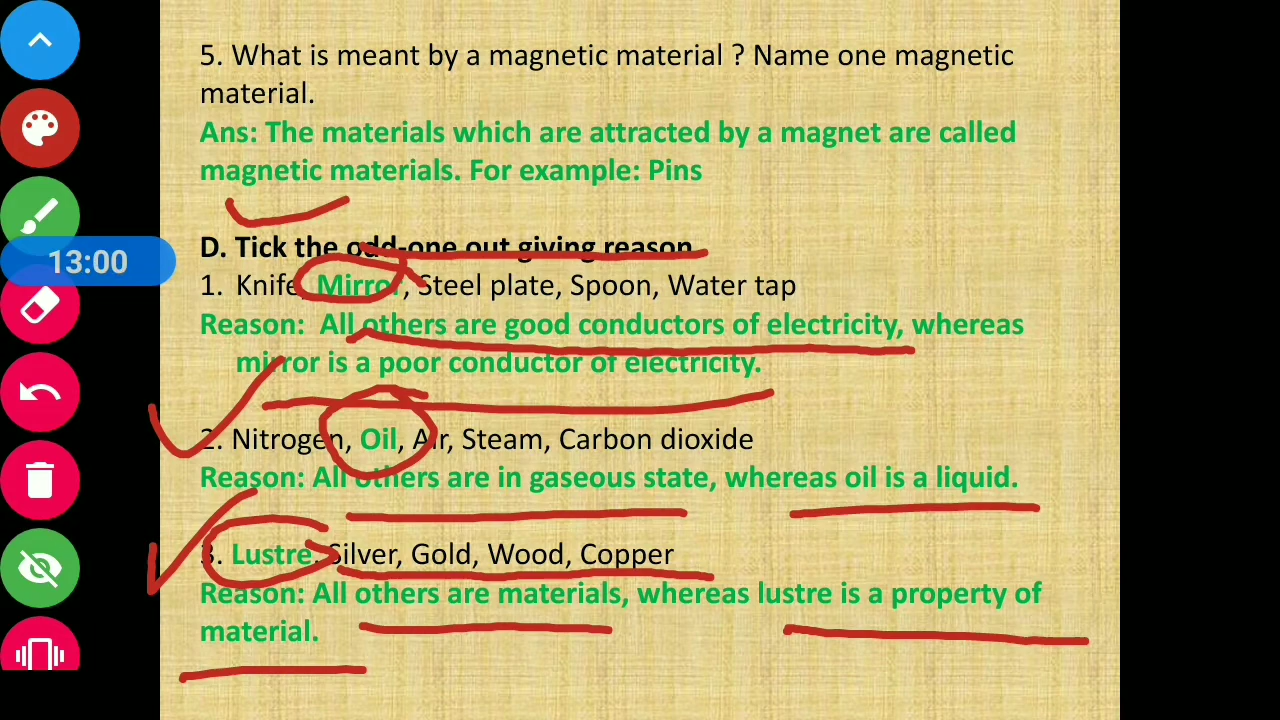 5. What is meant by a magnetic material ? Name one magnetic
material.
Ans: The materials which are attracted by a magnet are called
magnetic materials. For example: Pins
D. Tick the odd-one out giving reason.
13:00
1. Knife, Mirror, Steel plate, Spoon, Water tap
Reason: All others are good conductors of electricity, whereas
mirror is a poor conductor of electricity.
2. Nitrogen, Oil, Air, Steam, Carbon dioxide
Reason: All others are in gaseous state, whereas oil is a liquid.
3. Lustre, Silver, Gold, Wood, Copper
Reason: All others are materials, whereas lustre is a property of
material.